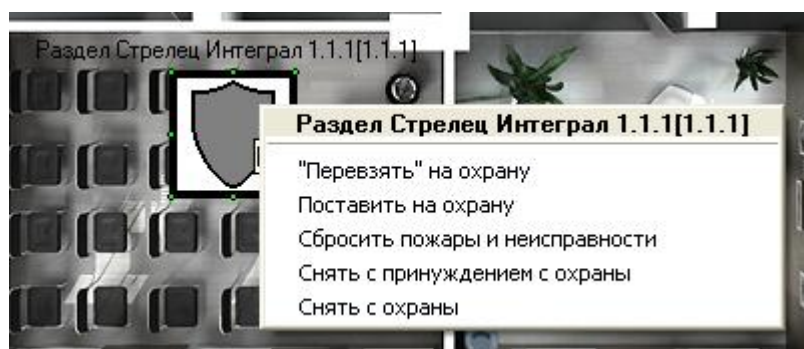 Раздел Стрелец Интеграл 1.1.1[1.1.1]
Раздел Стрелец Интеграл 1.1.1[1.1.1]
"Перевзять" на охрану
Поставить на охрану
Сбросить пожары и неисправности
Снять с принуждением с охраны
Снять с охраны